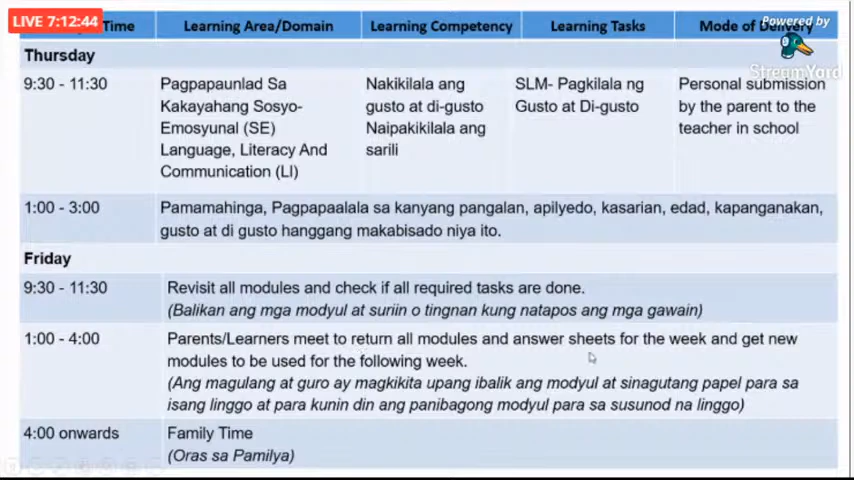 LIVE 7:12:44
Time Learning Area/Domain Learning Competency Learning Tasks Mode of Delivery
Powered by
StreamYard
Thursday
9:30 - 11:30
Pagpapaunlad Sa
Kakayahang Sosyo-
Emosyunal (SE)
Language, Literacy And
Communication (LI)
Nakikilala ang
gusto at di-gusto
Naipakikilala ang
sarili
SLM- Pagkilala ng
Gusto at Di-gusto
Personal submission
by the parent to the
teacher in school
1:00 - 3:00
Pamamahinga, Pagpapaalala sa kanyang pangalan, apilyedo, kasarian, edad, kapanganakan,
gusto at di gusto hanggang makabisado niya ito.
Friday
9:30 - 11:30
Revisit all modules and check if all required tasks are done.
(Balikan ang mga modyul at suriin o tingnan kung natapos ang mga gawain)
1:00 - 4:00
Parents/Learners meet to return all modules and answer sheets for the week and get new
modules to be used for the following week.
(Ang magulang at guro ay magkikita upang ibalik ang modyul at sinagutang papel para sa
isang linggo at para kunin din ang panibagong modyul para sa susunod na linggo)
4:00 onwards
Family Time
(Oras sa Pamilya)